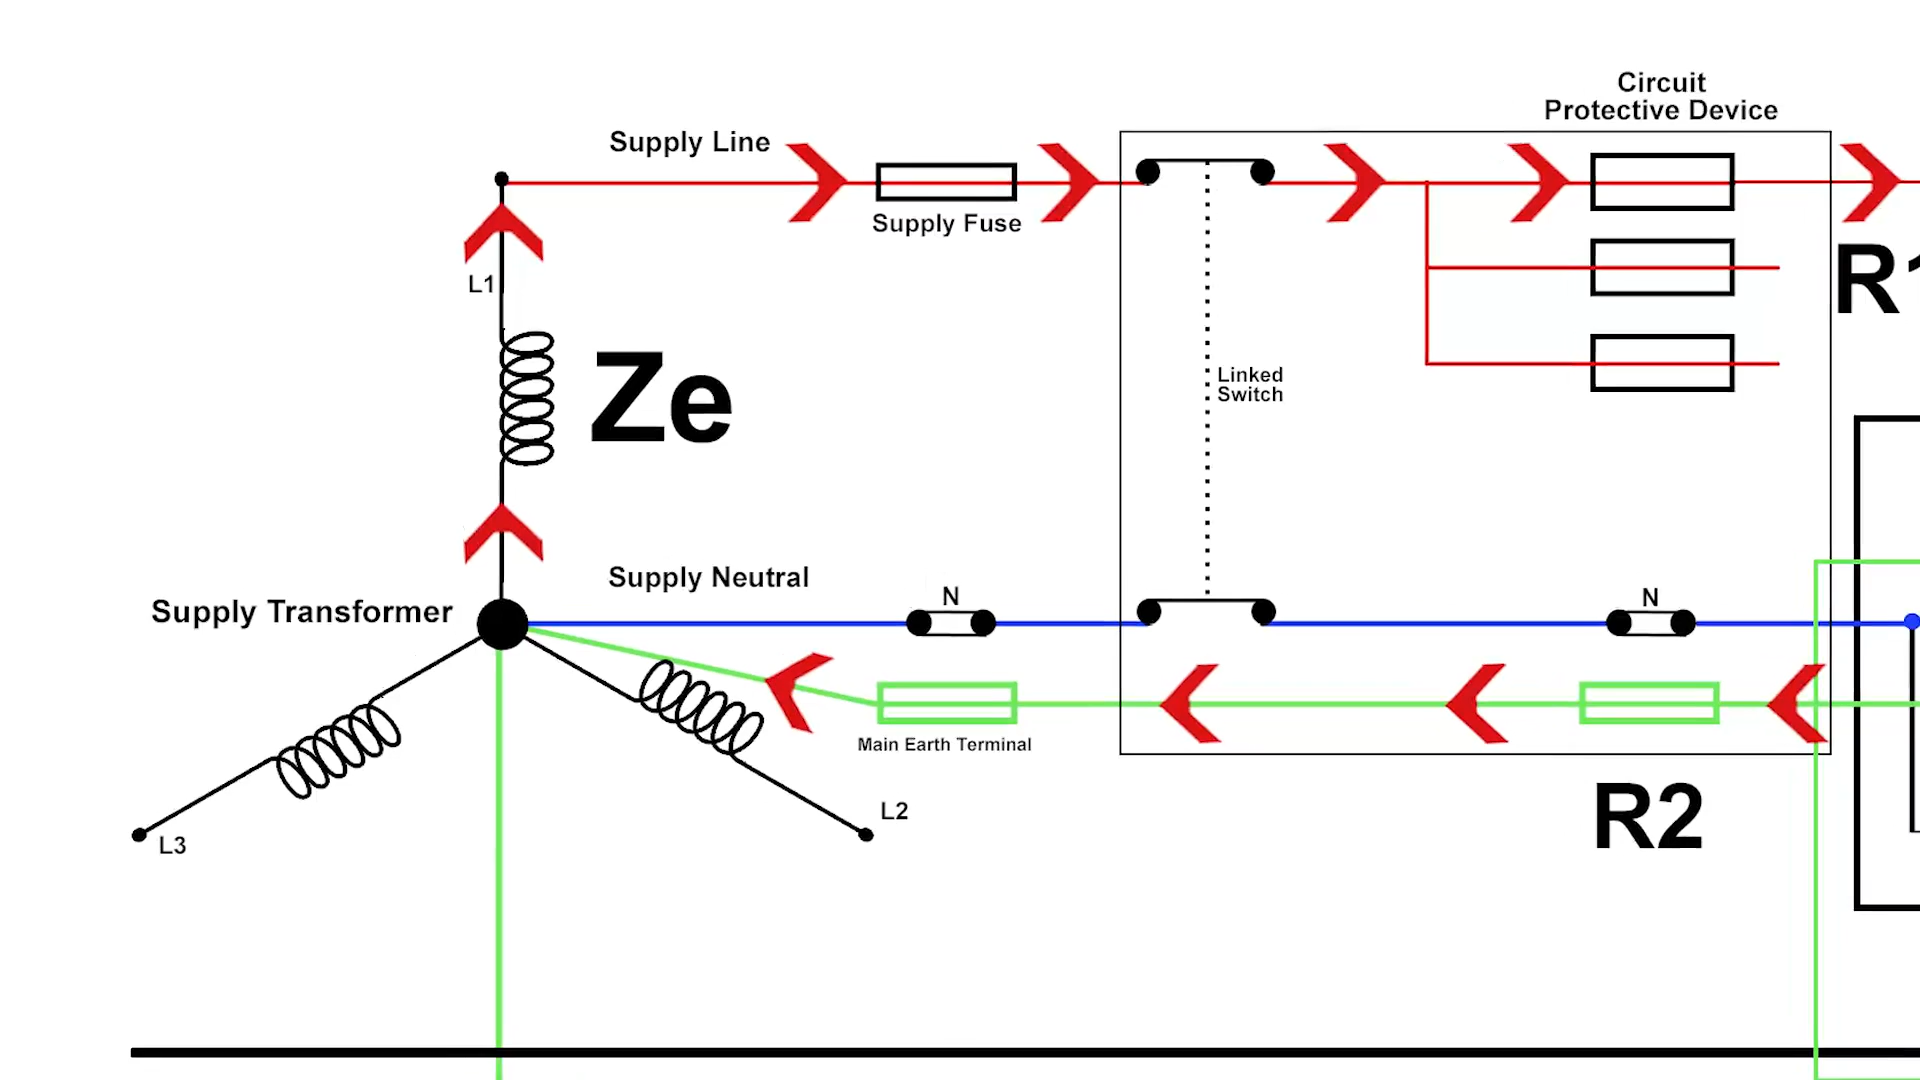 Circuit
Protective Device
Supply Line
Supply Fuse
R1
L1
Linked
Switch
Ze
Supply Neutral
N
N
Supply Transformer
Main Earth Terminal
R2
L2
L3